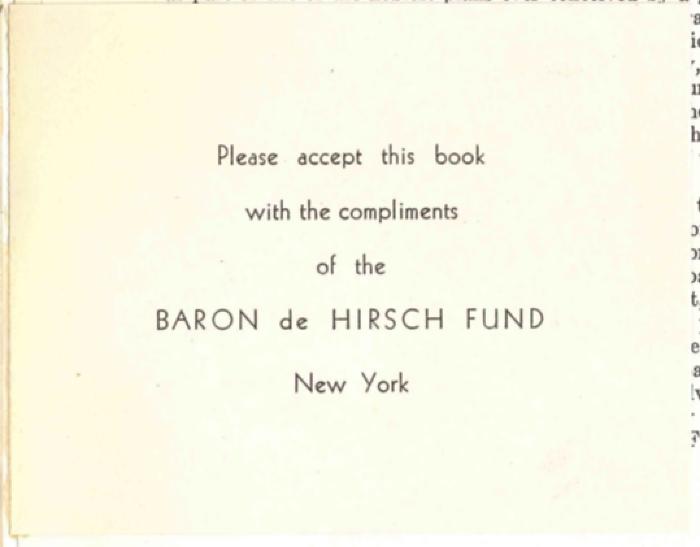 Please accept this book
with the compliments
of the
BARON de HIRSCH FUND
New York